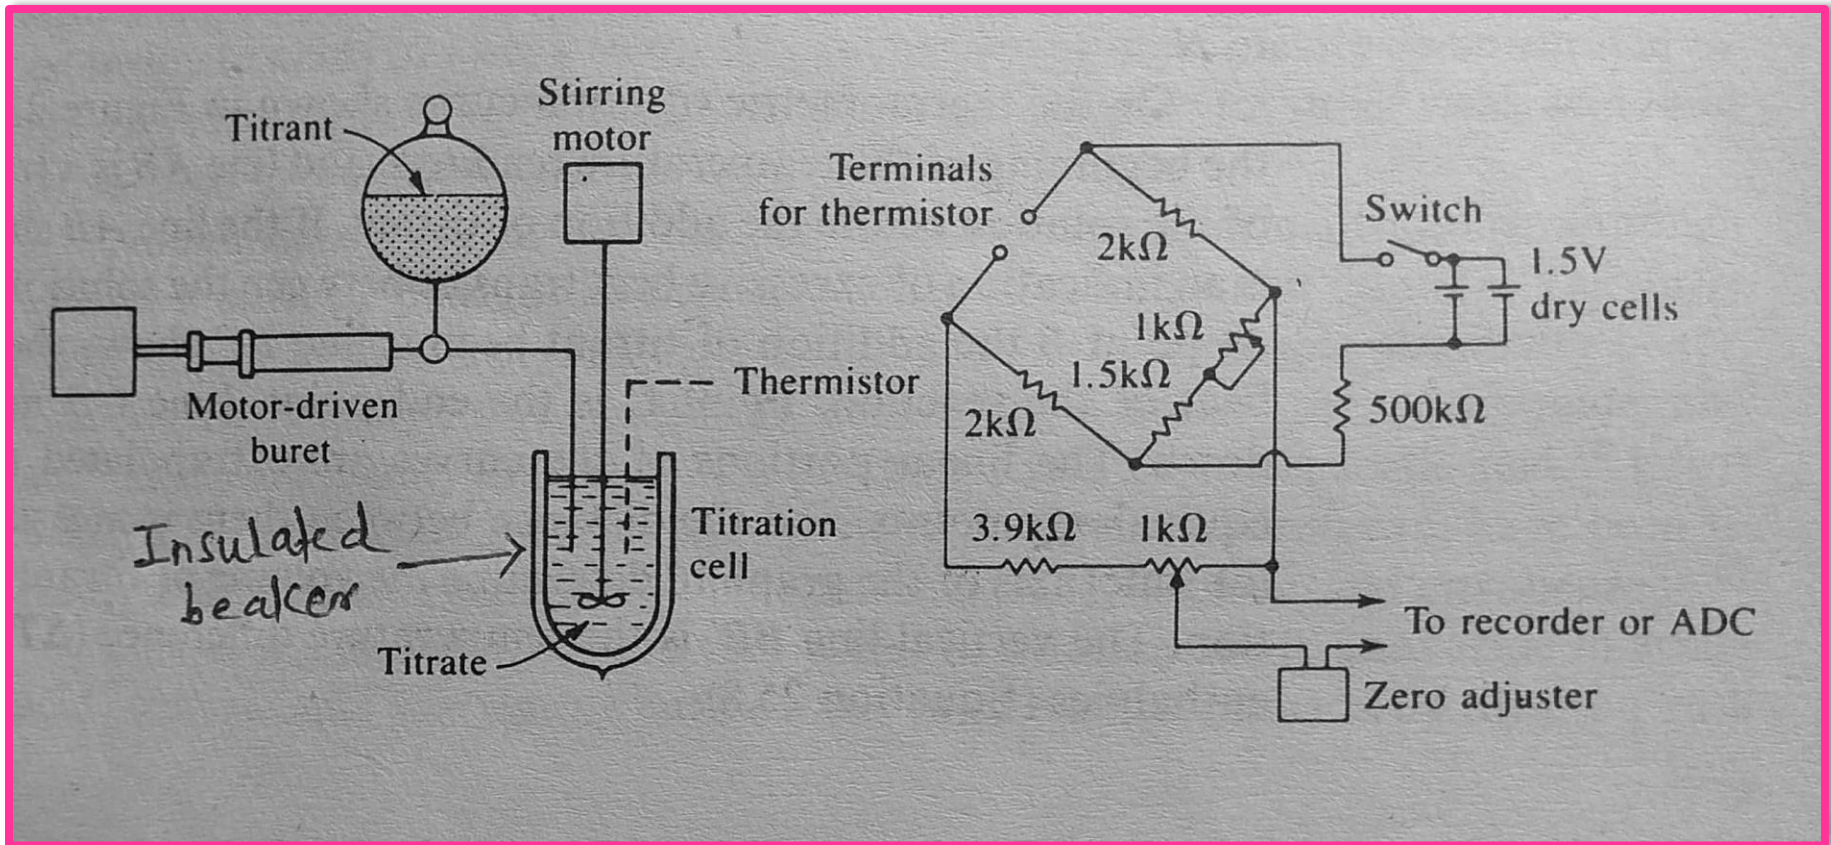 Titrant
Stirring
motor
Motor-driven
buret
Thermistor
Insulated
beaker
Titration
cell
Titrate
Terminals
for thermistor
2kΩ
Switch
1.5V
dry cells
1kΩ
1.5kΩ
2kΩ
500kΩ
3.9kΩ
1kΩ
To recorder or ADC
Zero adjuster